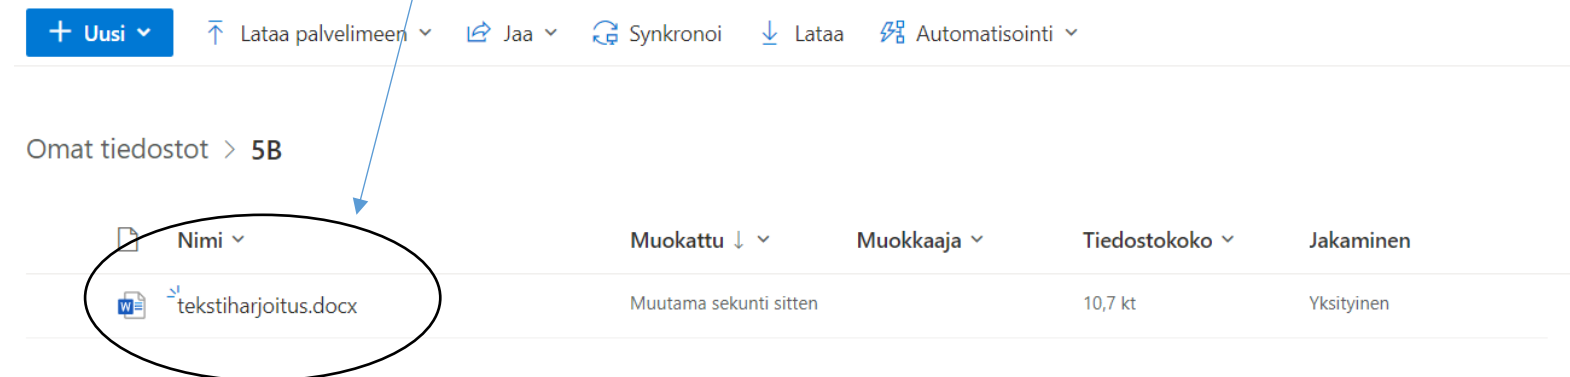 Uusi Lataa palvelimeen Jaa Synkronoi Lataa Automatisointi
Omat tiedostot > 5B
Nimi Muokattu ↓ Muokkaaja Tiedostokoko Jakaminen
tekstiharjoitus.docx Muutama sekunti sitten 10,7 kt Yksityinen